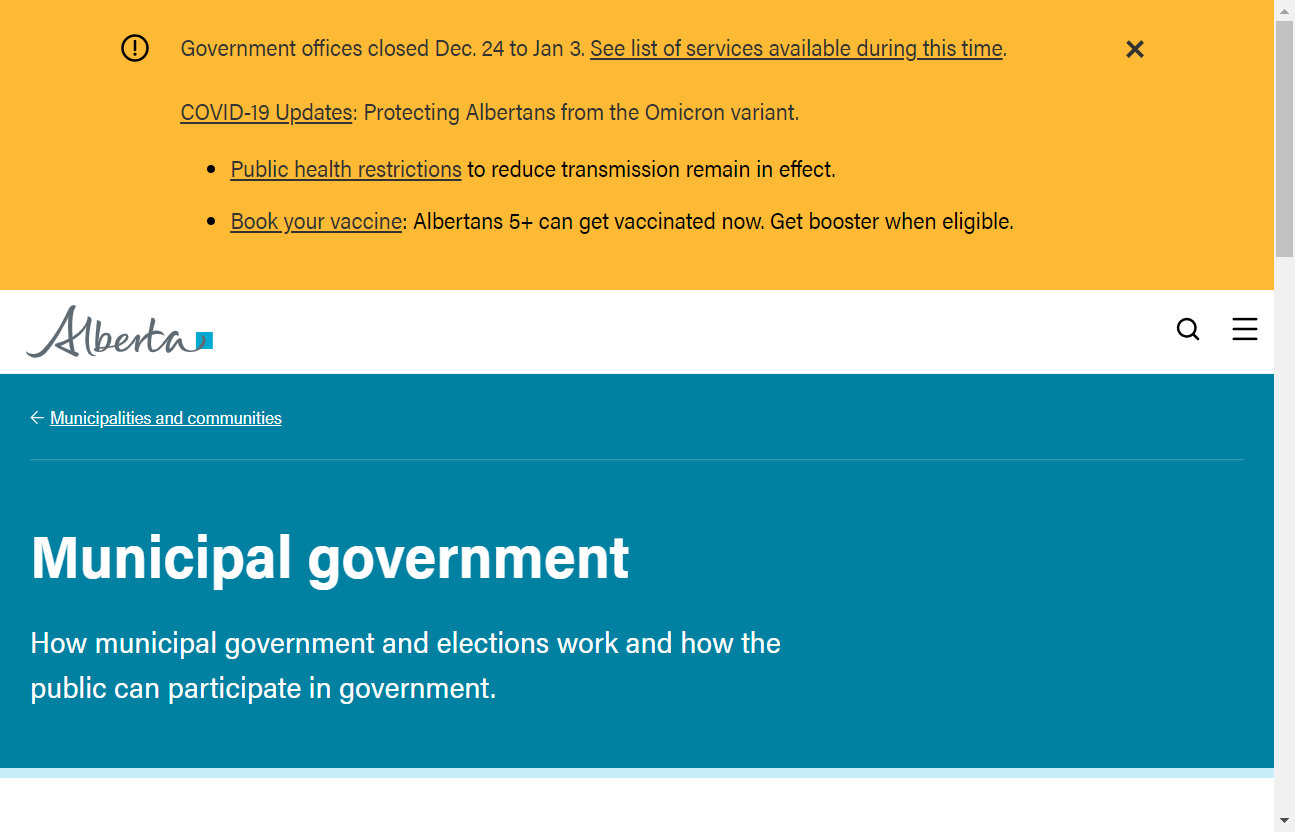 Government offices closed Dec. 24 to Jan 3. See list of services available during this time.
COVID-19 Updates: Protecting Albertans from the Omicron variant.
• Public health restrictions to reduce transmission remain in effect.
• Book your vaccine: Albertans 5+ can get vaccinated now. Get booster when eligible.
Alberta
← Municipalities and communities
Municipal government
How municipal government and elections work and how the
public can participate in government.